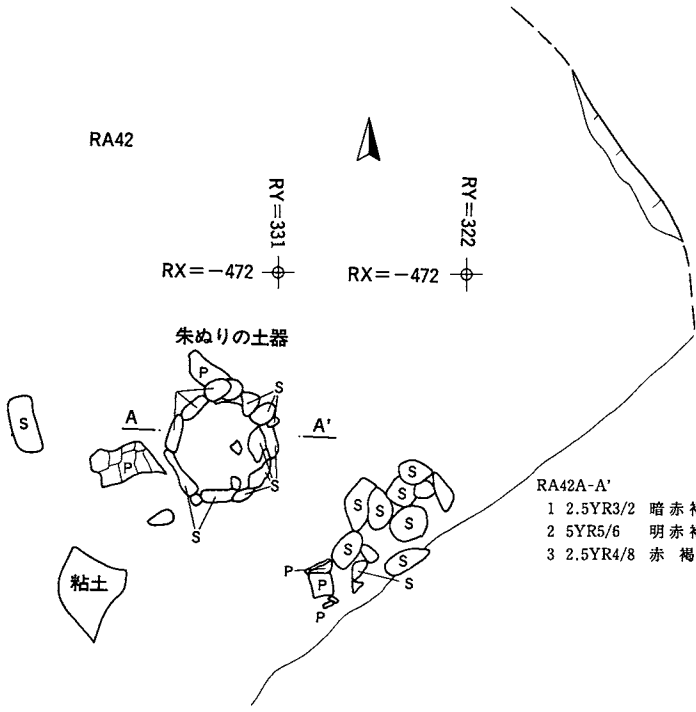 RA42
RY=331
RY=322
RX=-472
RX=-472
朱ぬりの土器
P
S
S
A
A'
P
S
S
粘土
S
S
S
S
S
S
S
S
P
P
P
RA42A-A'
1 2.5YR3/2 暗赤
2 5YR5/6 明赤
3 2.5YR4/8 赤 褐